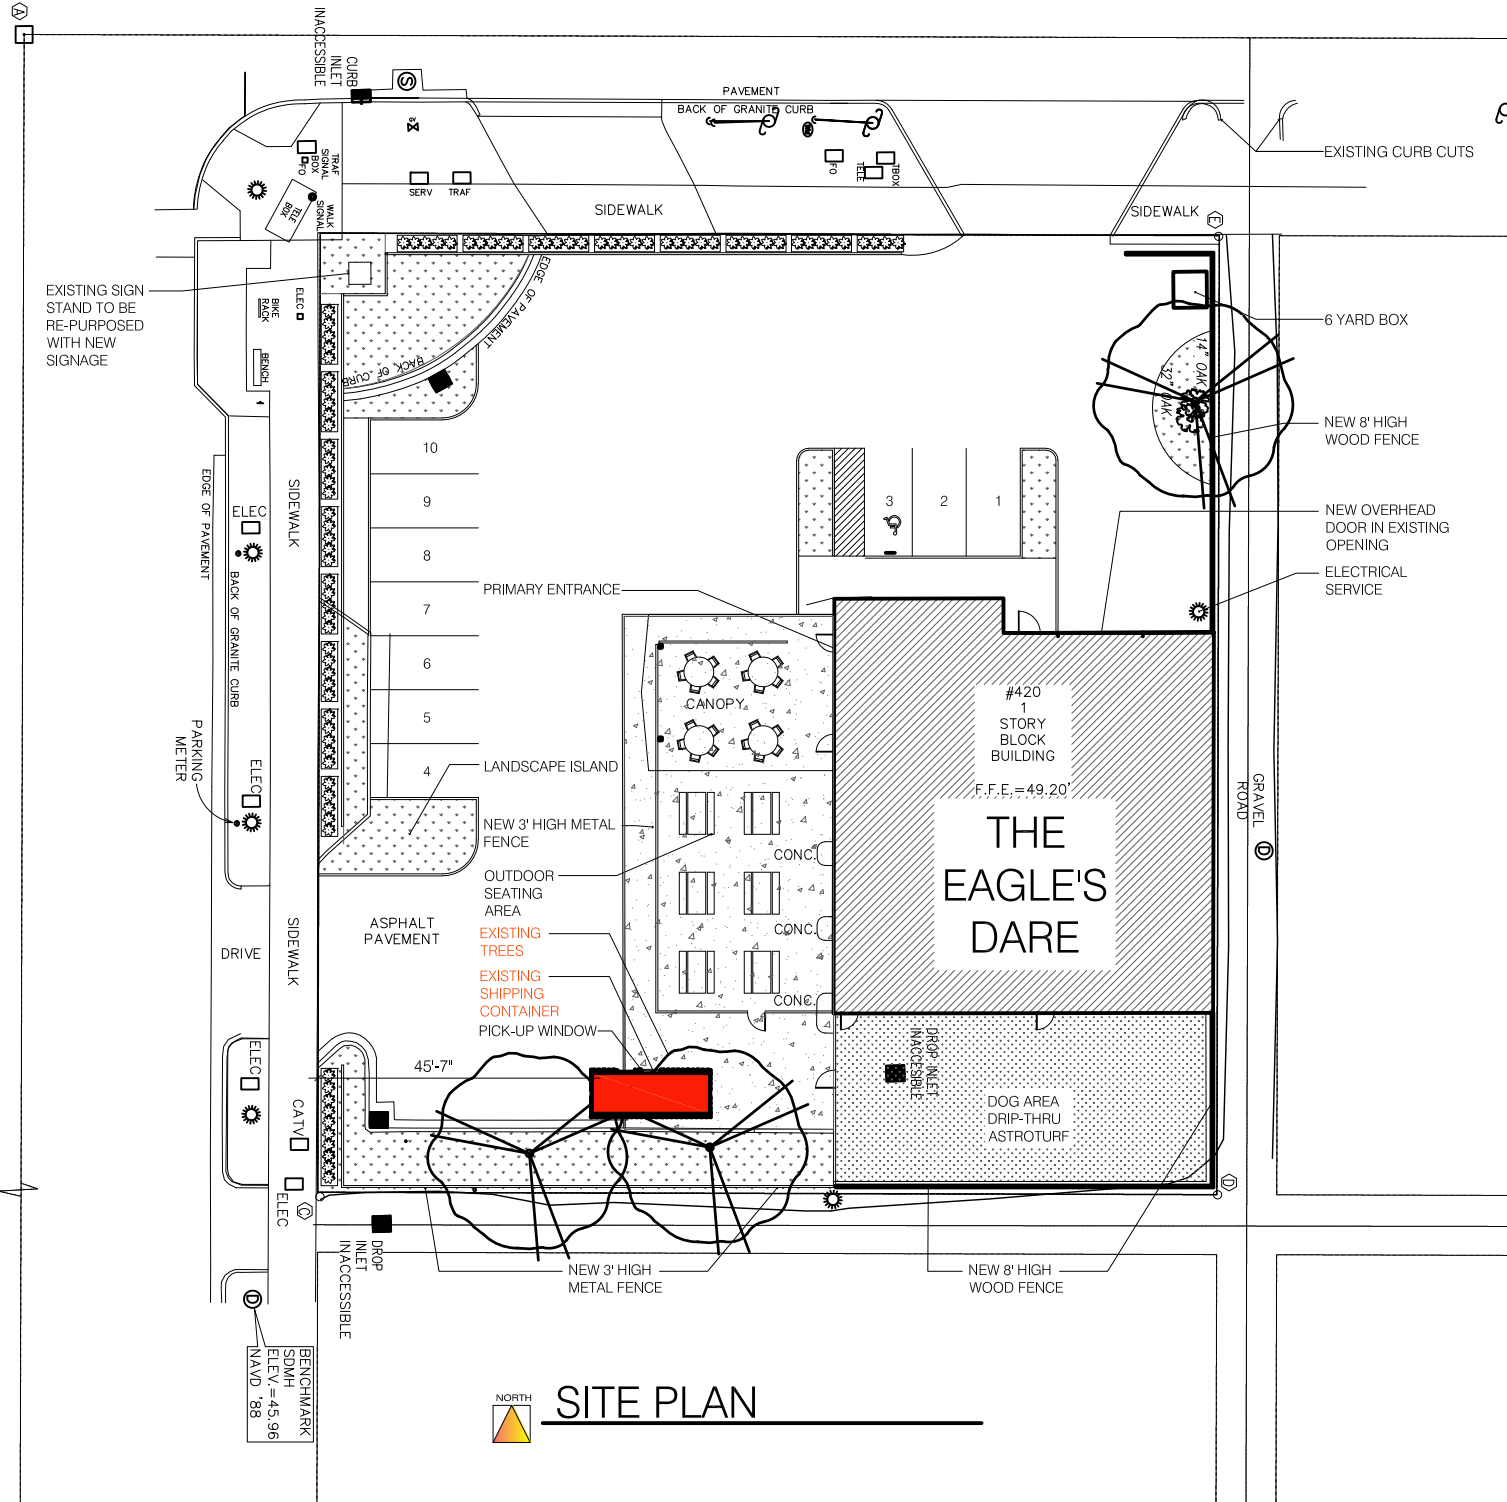 A
CURB
INLET
INACCESSIBLE
S
PAVEMENT
BACK OF GRANITE CURB
GV
TRAF
SIGNAL
BOX
FO
SERV
TRAF
FO
TELE
TBOX
EXISTING CURB CUTS
TELE
BOX
WALK
SIGNAL
SIDEWALK
SIDEWALK
E
EXISTING SIGN
STAND TO BE
RE-PURPOSED
WITH NEW
SIGNAGE
BIKE
RACK
ELEC
BENCH
EDGE OF PAVEMENT
BACK OF CURB
6 YARD BOX
14" OAK
32" OAK
NEW 8' HIGH
WOOD FENCE
10
9
8
7
6
5
4
3
2
1
SIDEWALK
EDGE OF PAVEMENT
ELEC
BACK OF GRANITE CURB
NEW OVERHEAD
DOOR IN EXISTING
OPENING
ELECTRICAL
SERVICE
PRIMARY ENTRANCE
CANOPY
#420
1
STORY
BLOCK
BUILDING
F.F.E.=49.20'
THE
EAGLE'S
DARE
PARKING
METER
ELEC
LANDSCAPE ISLAND
NEW 3' HIGH METAL
FENCE
OUTDOOR
SEATING
AREA
CONC.
CONC.
CONC.
GRAVEL
ROAD
D
ASPHALT
PAVEMENT
EXISTING
TREES
EXISTING
SHIPPING
CONTAINER
PICK-UP WINDOW
DRIVE
SIDEWALK
45'-7"
ELEC
CATV
ELEC
C
DROP INLET
INACCESIBLE
DOG AREA
DRIP-THRU
ASTROTURF
D
DROP
INLET
INACCESSIBLE
NEW 3' HIGH
METAL FENCE
NEW 8' HIGH
WOOD FENCE
D
BENCHMARK
SDMH
ELEV.=45.96
NAVD '88
NORTH
SITE PLAN